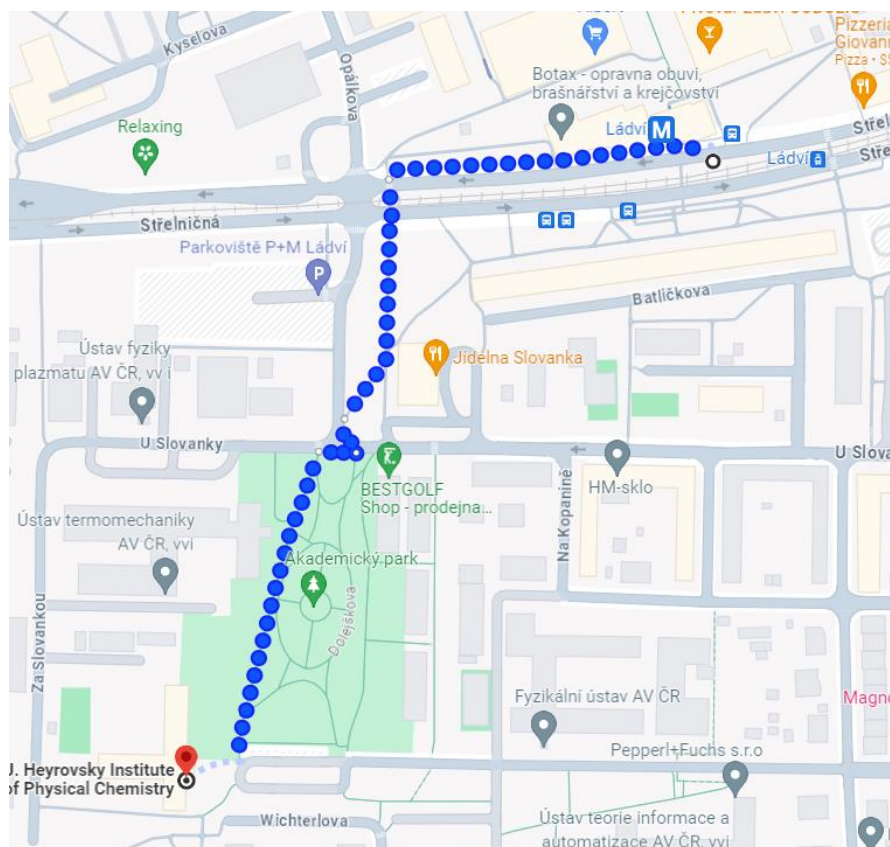 Kyselova
Opálkova
Relaxing
Botax - opravna obuvi,
brašnářství a krejčovství
Pizzeria
Giovan
Pizza • $$
Ládví
M
Ládví
Střelničná
Parkoviště P+M Ládví
P
Batličkova
Ústav fyziky
plazmatu AV ČR, vv i
Jídelna Slovanka
U Slovanky
U Slova
BESTGOLF
Shop - prodejna...
HM-sklo
Na Kopanině
Ústav termomechaniky
AV ČR, vvi
Akademický park
Dolejškova
Za Slovankou
Fyzikální ústav AV ČR
Magne
J. Heyrovsky Institute
of Physical Chemistry
Pepperl+Fuchs s.r.o
Wichterlova
Ústav teorie informace a
automatizace AV ČR, vvi